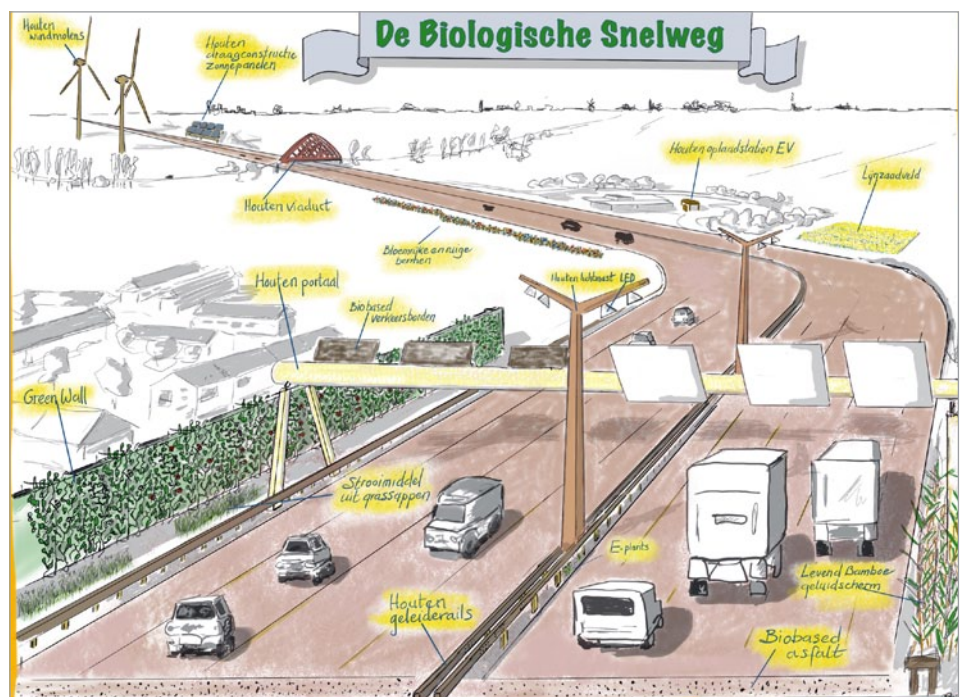 De Biologische Snelweg
Houten
windmolens
Houten
draagconstructie
zonnepanelen
Houten oplaadstation EV
Lijnzaadveld
Houten viaduct
Bloemrijke en ruige
bermen
Houten portaal
Houten lichtmast LED
Biobased
verkeersborden
Green Wall
Strooimiddel
uit grassappen
E-plants
Levend Bamboe
geluidscherm
Houten
geleiderails
Biobased
asfalt